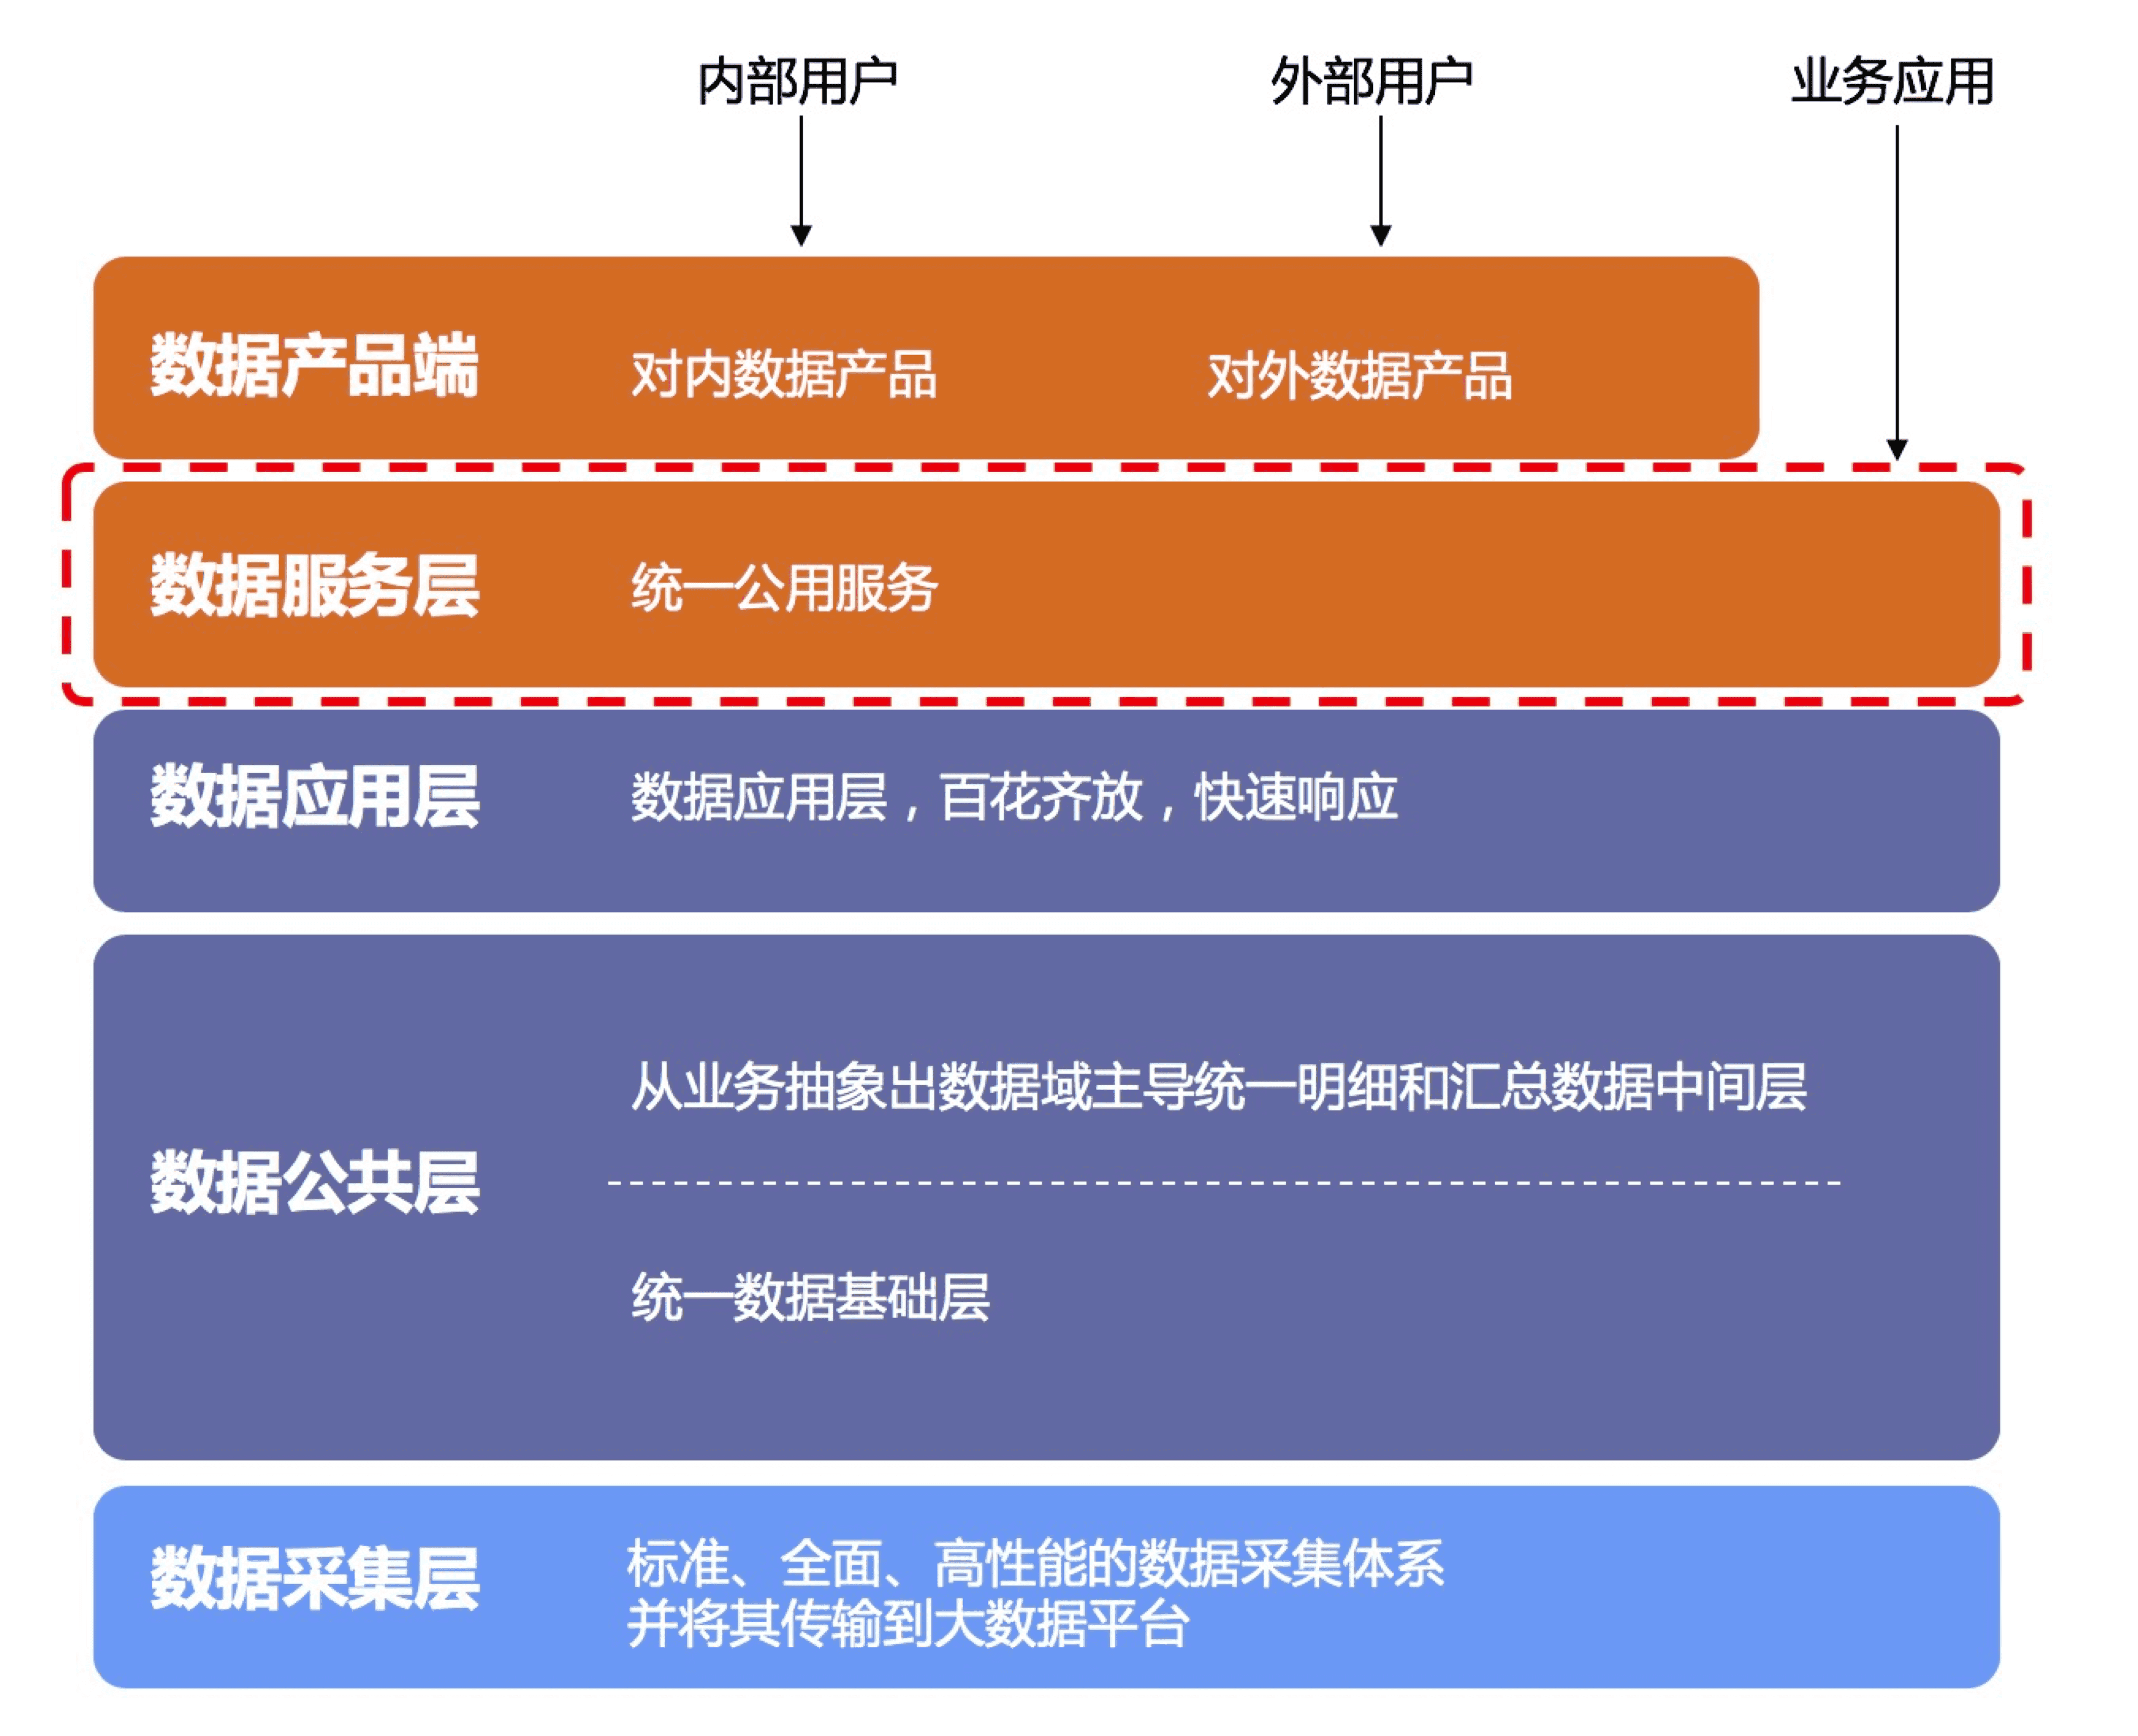 内部用户
外部用户
业务应用
数据产品端
对内数据产品
对外数据产品
数据服务层
统一公用服务
数据应用层
数据应用层，百花齐放，快速响应
从业务抽象出数据域主导统一明细和汇总数据中间层
数据公共层
统一数据基础层
数据采集层
标准、全面、高性能的数据采集体系
并将其传输到大数据平台